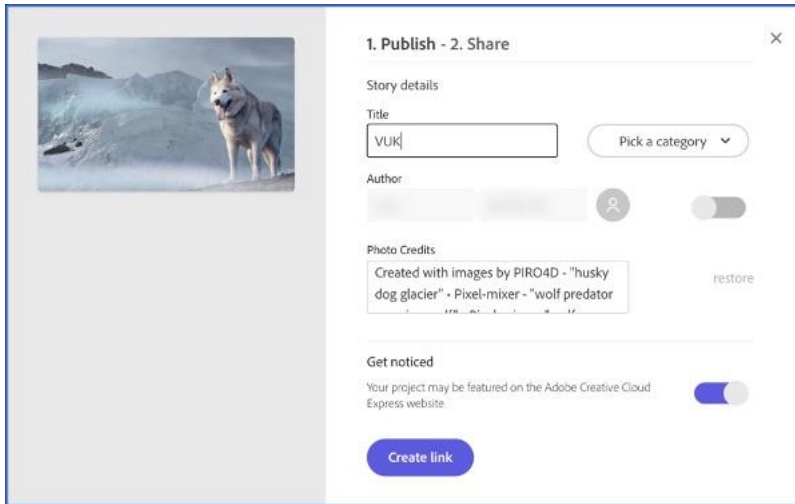 1. Publish - 2. Share
Story details
Title
VUK
Pick a category
Author
Photo Credits
Created with images by PIRO4D - "husky
dog glacier" • Pixel-mixer - "wolf predator
restore
Get noticed
Your project may be featured on the Adobe Creative Cloud
Express website.
Create link